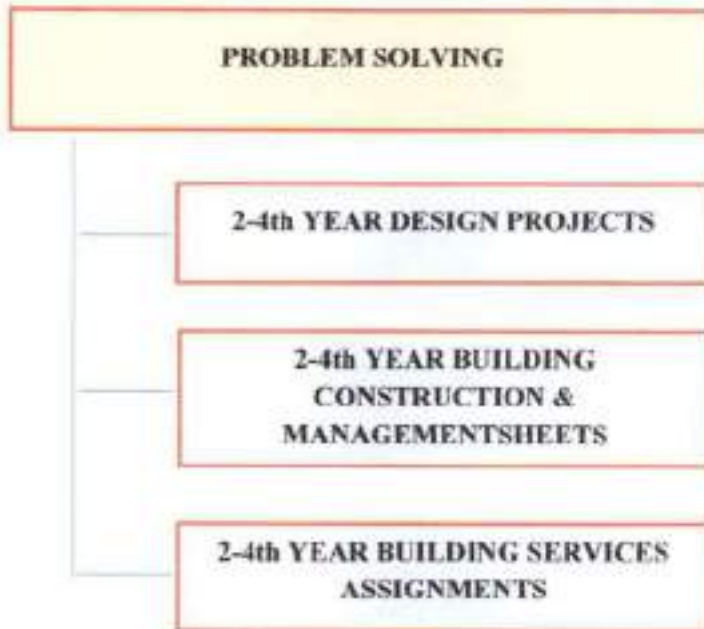 PROBLEM SOLVING
2-4th YEAR DESIGN PROJECTS
2-4th YEAR BUILDING
CONSTRUCTION &
MANAGEMENTSHEETS
2-4th YEAR BUILDING SERVICES
ASSIGNMENTS